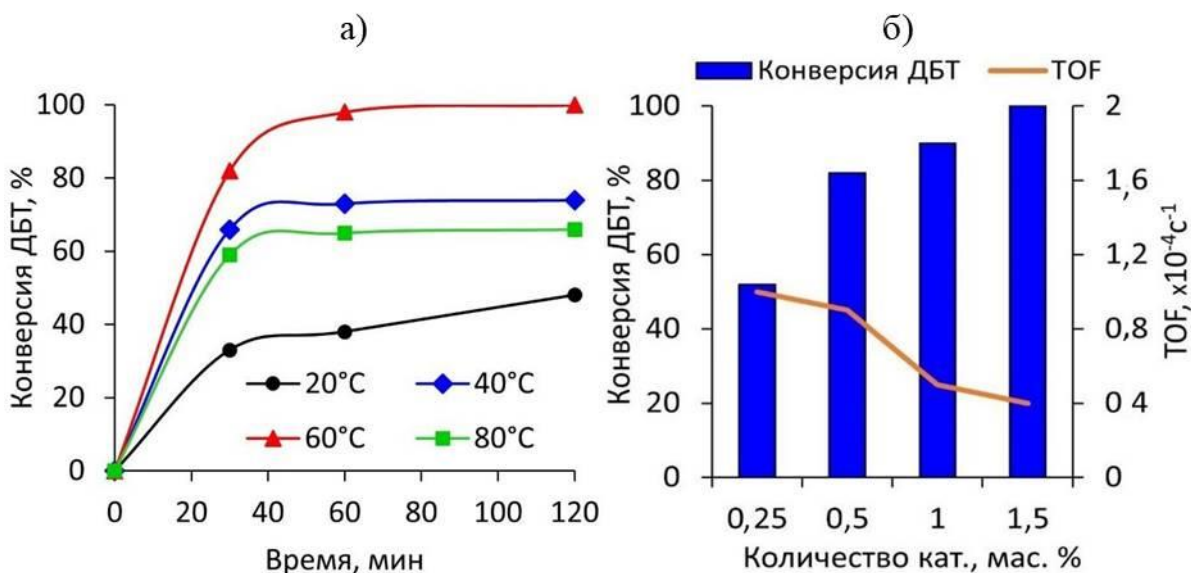 а)
100
80
60
40
20
0
Конверсия ДБТ, %
20°C
40°C
60°C
80°C
0 20 40 60 80 100 120
Время, мин
б)
Конверсия ДБТ
TOF
100
80
60
40
20
0
Конверсия ДБТ, %
2
1,6
1,2
0,8
0 4
0
TOF, x10⁻⁴c⁻¹
0,25 0,5 1 1,5
Количество кат., мас. %